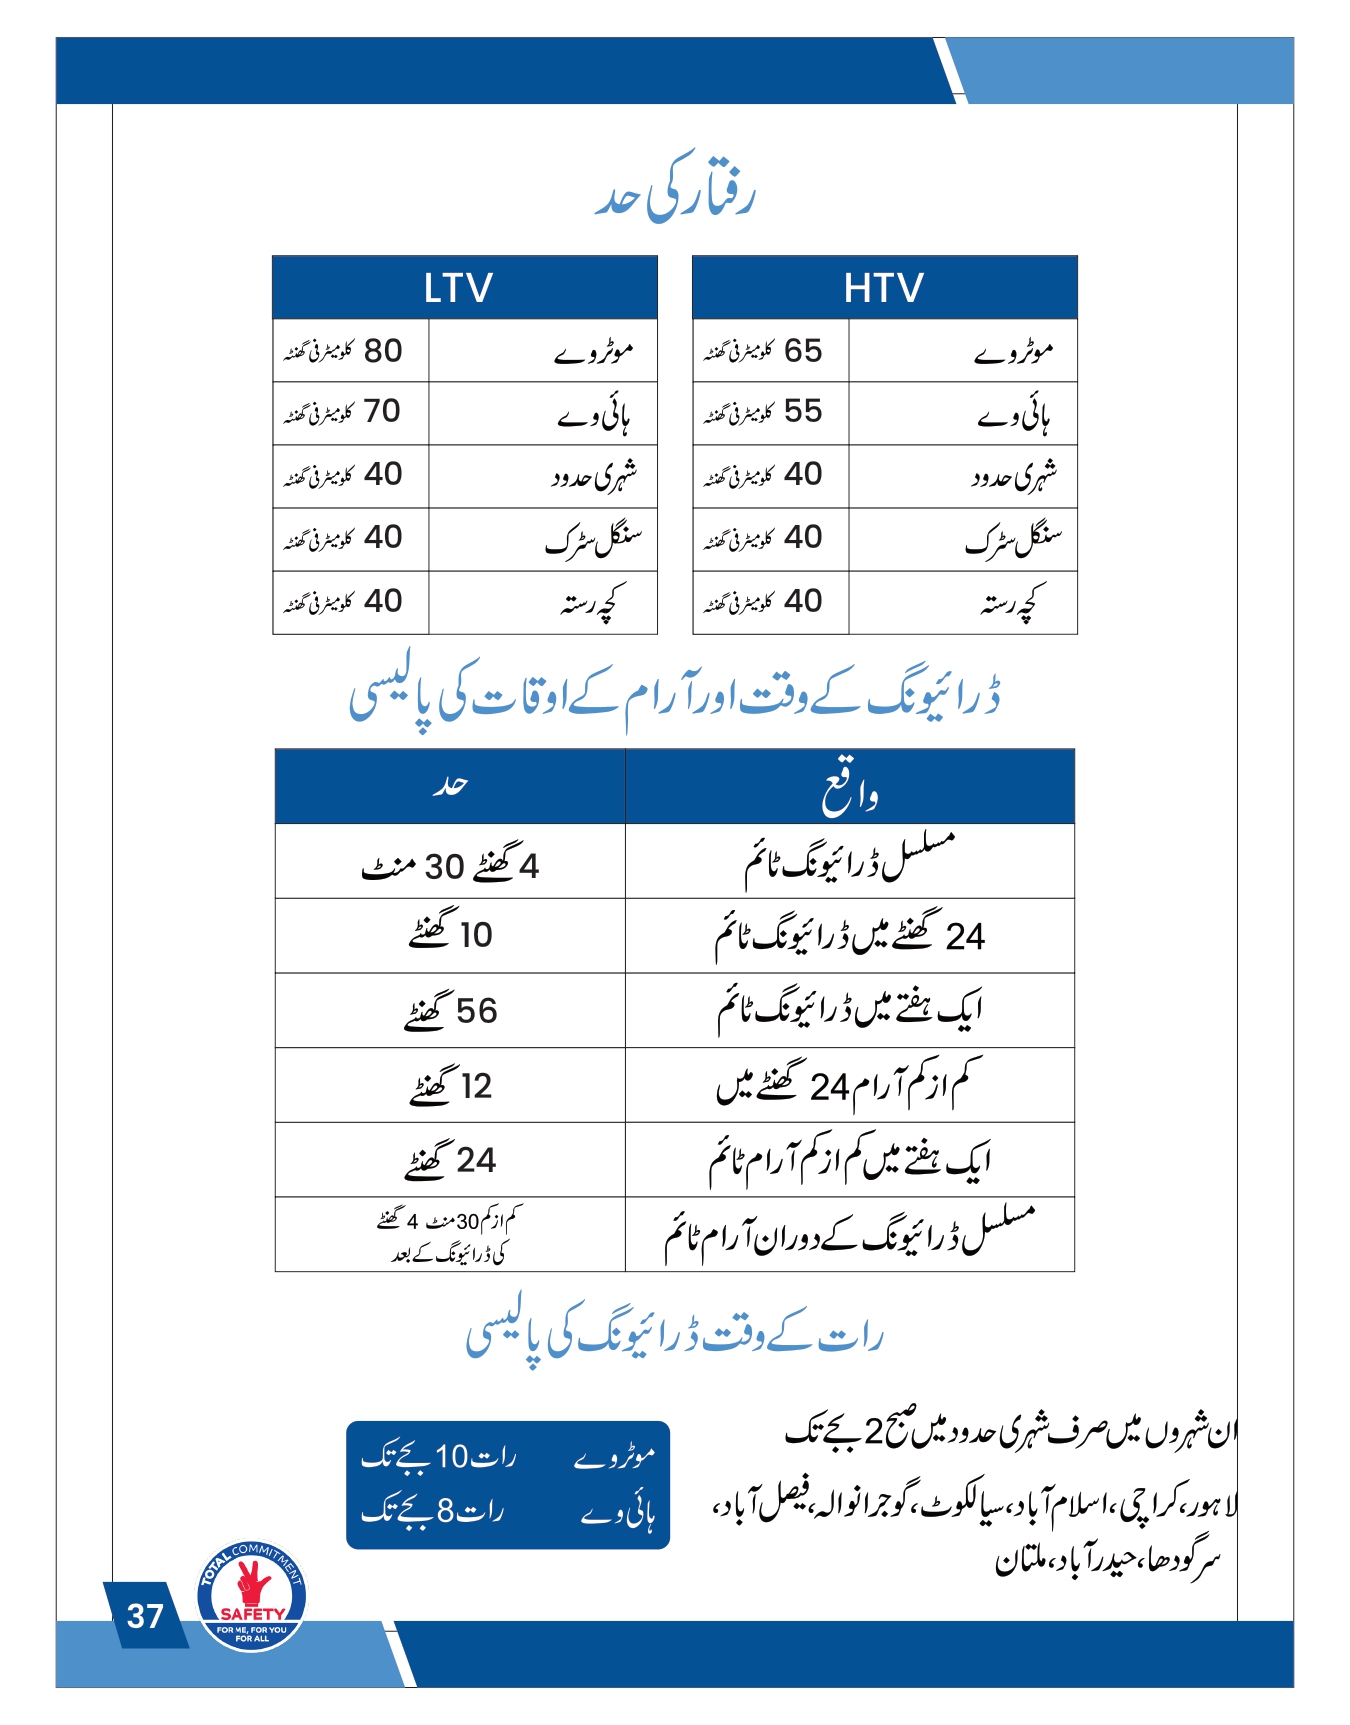 رفتار کی حد
HTV
موٹروے 65 کلومیٹر فی گھنٹہ
ہائی وے 55 کلومیٹر فی گھنٹہ
شہری حدود 40 کلومیٹر فی گھنٹہ
سنگل سڑک 40 کلومیٹر فی گھنٹہ
کچہ رستہ 40 کلومیٹر فی گھنٹہ
LTV
موٹروے 80 کلومیٹر فی گھنٹہ
ہائی وے 70 کلومیٹر فی گھنٹہ
شہری حدود 40 کلومیٹر فی گھنٹہ
سنگل سڑک 40 کلومیٹر فی گھنٹہ
کچہ رستہ 40 کلومیٹر فی گھنٹہ
ڈرائیونگ کے وقت اور آرام کے اوقات کی پالیسی
واقع حد
مسلسل ڈرائیونگ ٹائم 4 گھنٹے 30 منٹ
24 گھنٹے میں ڈرائیونگ ٹائم 10 گھنٹے
ایک ہفتے میں ڈرائیونگ ٹائم 56 گھنٹے
کم از کم آرام 24 گھنٹے میں 12 گھنٹے
ایک ہفتے میں کم از کم آرام ٹائم 24 گھنٹے
مسلسل ڈرائیونگ کے دوران آرام ٹائم کم از کم 30 منٹ 4 گھنٹے
کی ڈرائیونگ کے بعد
رات کے وقت ڈرائیونگ کی پالیسی
ان شہروں میں صرف شہری حدود میں صبح 2 بجے تک
لاہور، کراچی، اسلام آباد، سیالکوٹ، گوجرانوالہ، فیصل آباد،
سرگودھا، حیدرآباد، ملتان
موٹروے رات 10 بجے تک
ہائی وے رات 8 بجے تک
TOTAL COMMITMENT
SAFETY
FOR ME, FOR YOU
FOR ALL
37